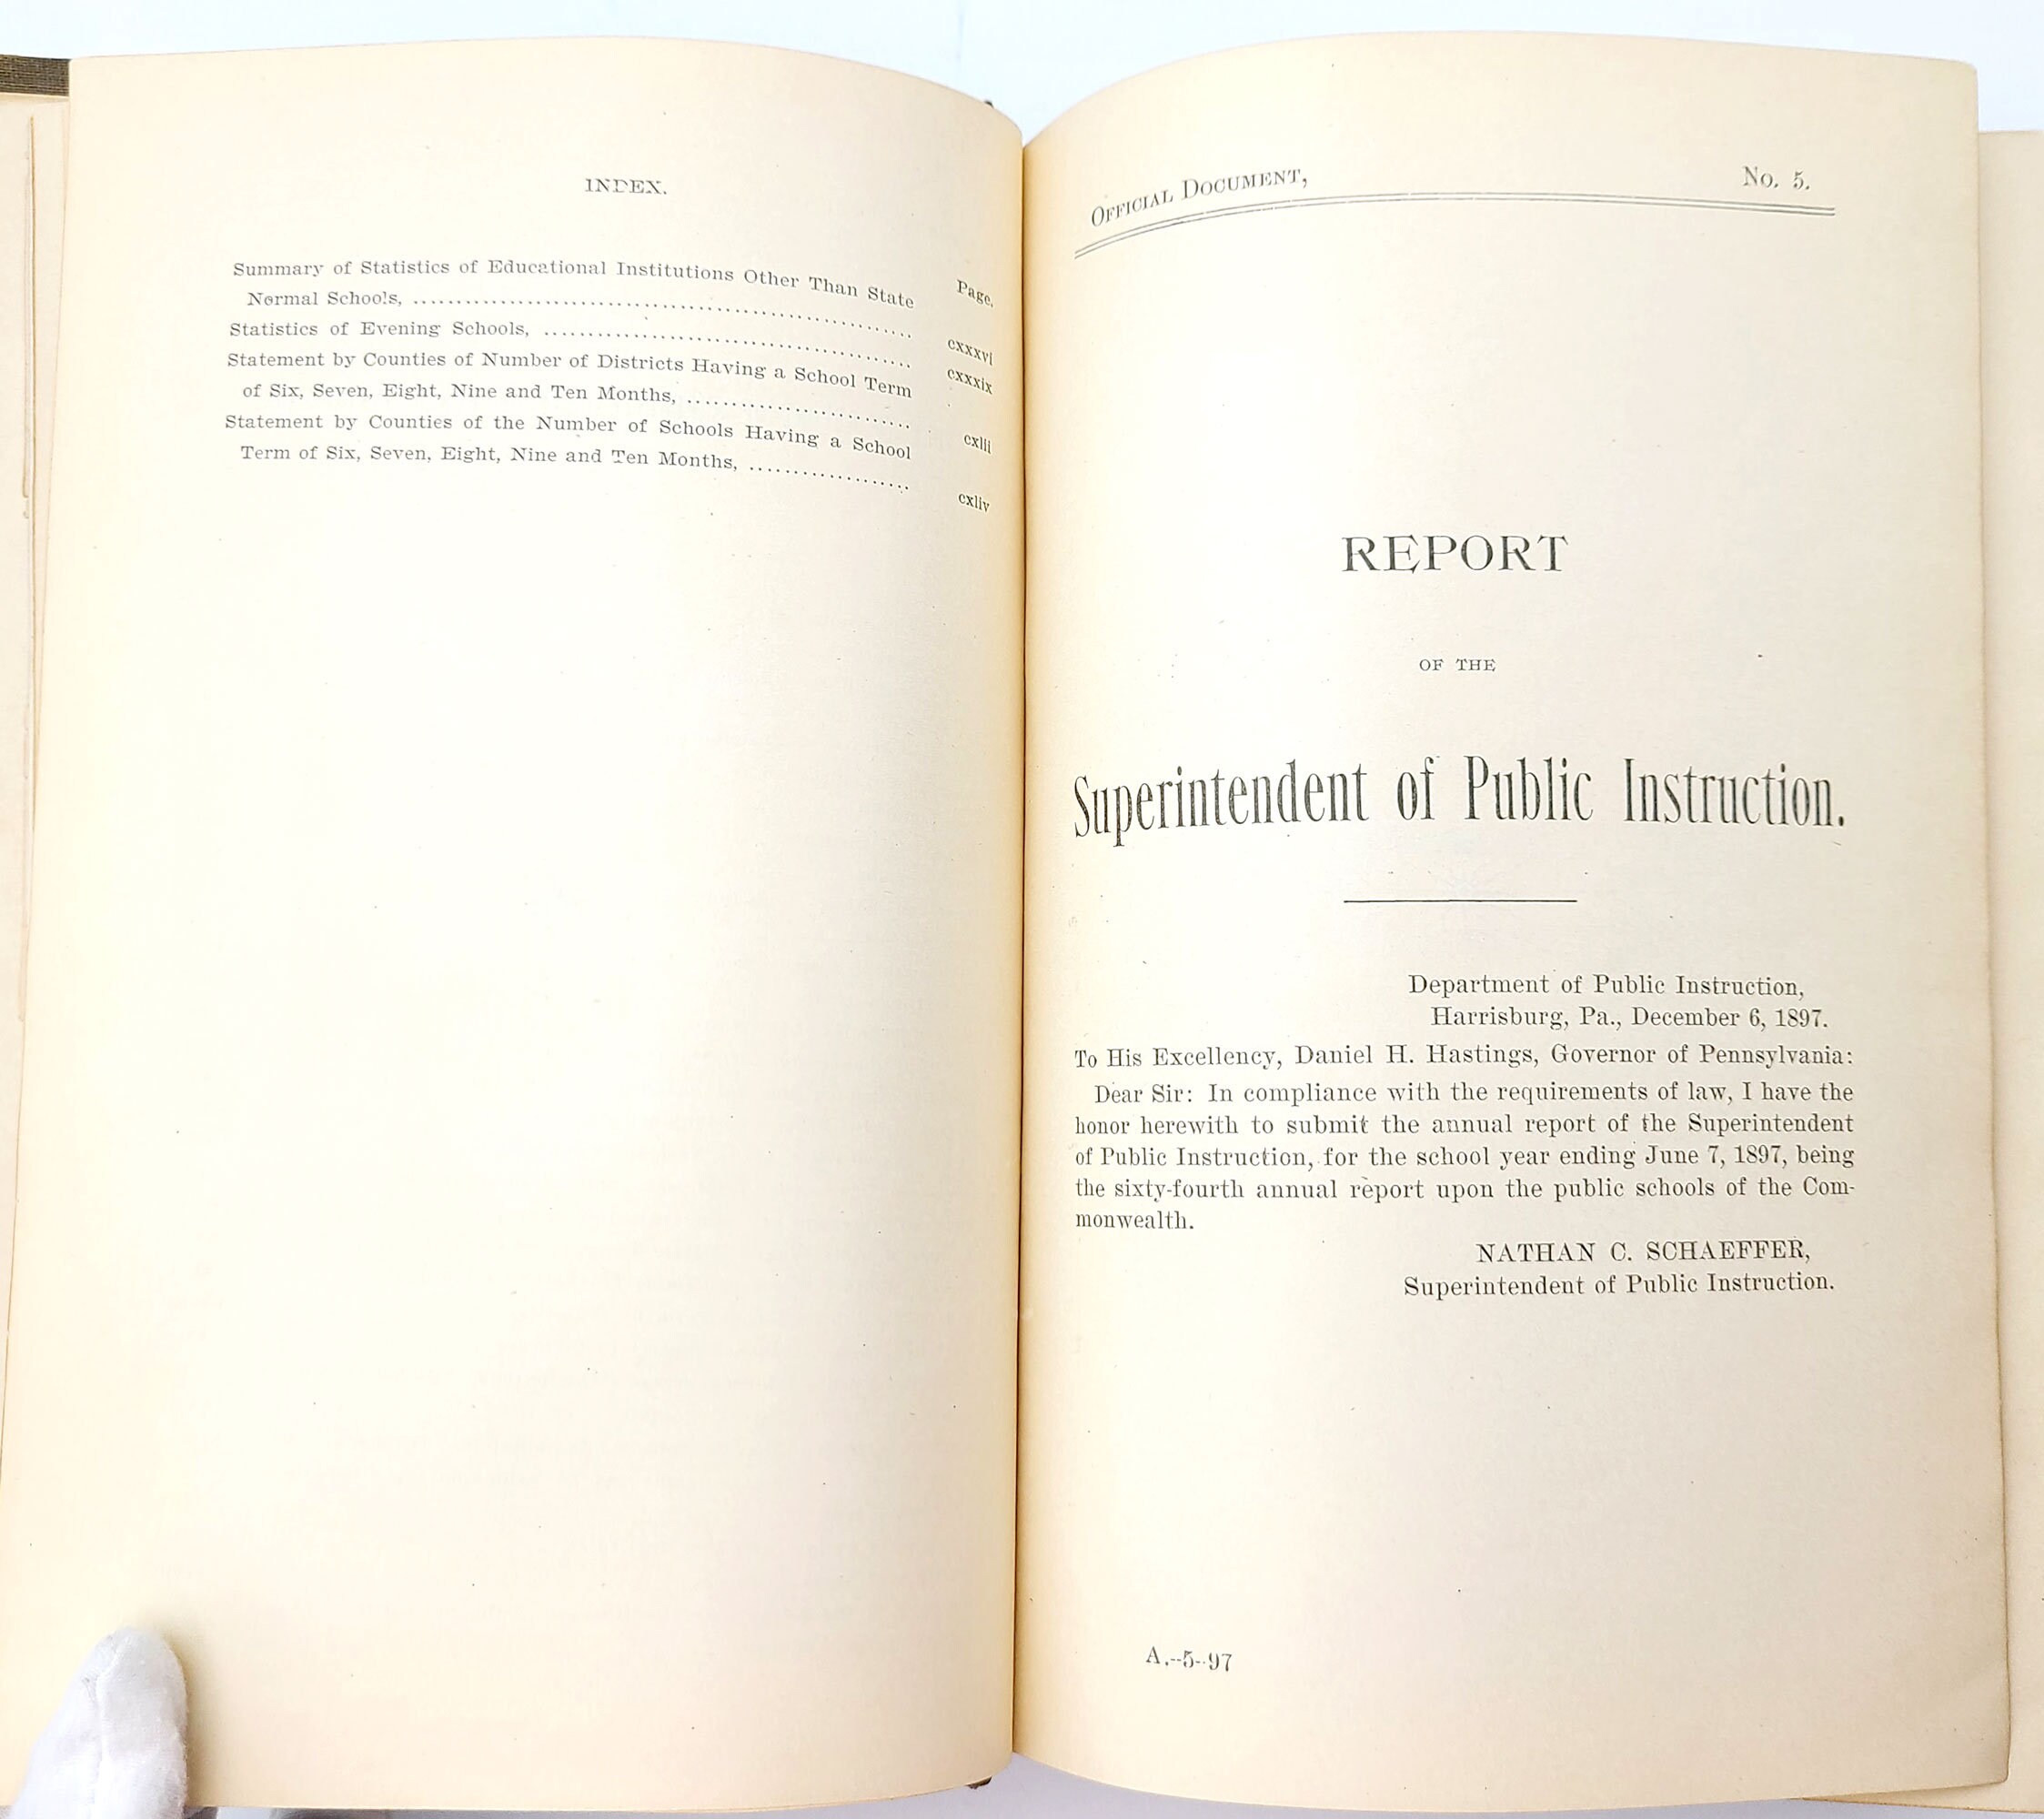 INDEX.
Page.
Summary of Statistics of Educational Institutions Other Than State
Normal Schools, ........................................................ cxxxvi
Statistics of Evening Schools, .......................................... cxxxix
Statement by Counties of Number of Districts Having a School Term
of Six, Seven, Eight, Nine and Ten Months, .......................... cxliii
Statement by Counties of the Number of Schools Having a School
Term of Six, Seven, Eight, Nine and Ten Months, ................... cxliv
Official Document, No. 5.
REPORT
OF THE
Superintendent of Public Instruction.
Department of Public Instruction,
Harrisburg, Pa., December 6, 1897.
To His Excellency, Daniel H. Hastings, Governor of Pennsylvania:
Dear Sir: In compliance with the requirements of law, I have the
honor herewith to submit the annual report of the Superintendent
of Public Instruction, for the school year ending June 7, 1897, being
the sixty-fourth annual report upon the public schools of the Com-
monwealth.
NATHAN C. SCHAEFFER,
Superintendent of Public Instruction.
A.--5--97